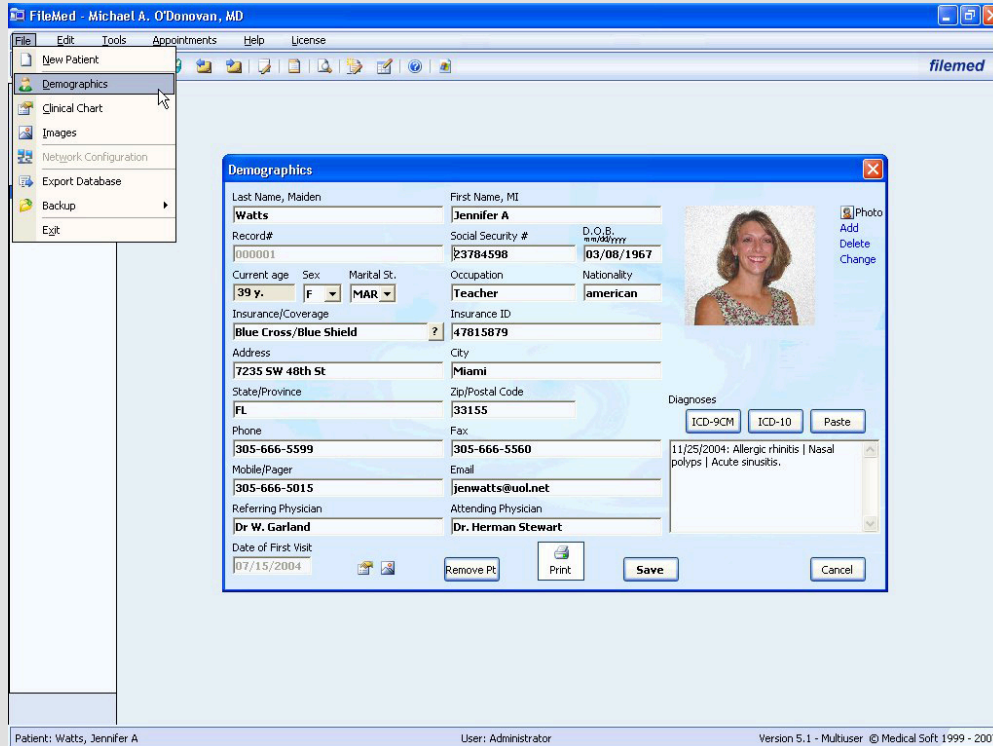 FileMed - Michael A. O'Donovan, MD
File Edit Tools Appointments Help License
filemed
New Patient
Demographics
Clinical Chart
Images
Network Configuration
Export Database
Backup
Exit
Demographics
Last Name, Maiden First Name, MI
Watts Jennifer A
Photo
Add
Delete
Change
Record# Social Security # D.O.B.
mm/dd/yyyy
000001 23784598 03/08/1967
Current age Sex Marital St. Occupation Nationality
39 y. F MAR Teacher american
Insurance/Coverage Insurance ID
Blue Cross/Blue Shield ? 47815879
Address City
7235 SW 48th St Miami
State/Province Zip/Postal Code
FL 33155
Diagnoses
ICD-9CM ICD-10 Paste
Phone Fax
305-666-5599 305-666-5560
11/25/2004: Allergic rhinitis | Nasal
polyps | Acute sinusitis.
Mobile/Pager Email
305-666-5015 jenwatts@uol.net
Referring Physician Attending Physician
Dr W. Garland Dr. Herman Stewart
Date of First Visit
07/15/2004
Remove Pt Print Save Cancel
Patient: Watts, Jennifer A User: Administrator Version 5.1 - Multiuser © Medical Soft 1999 - 200